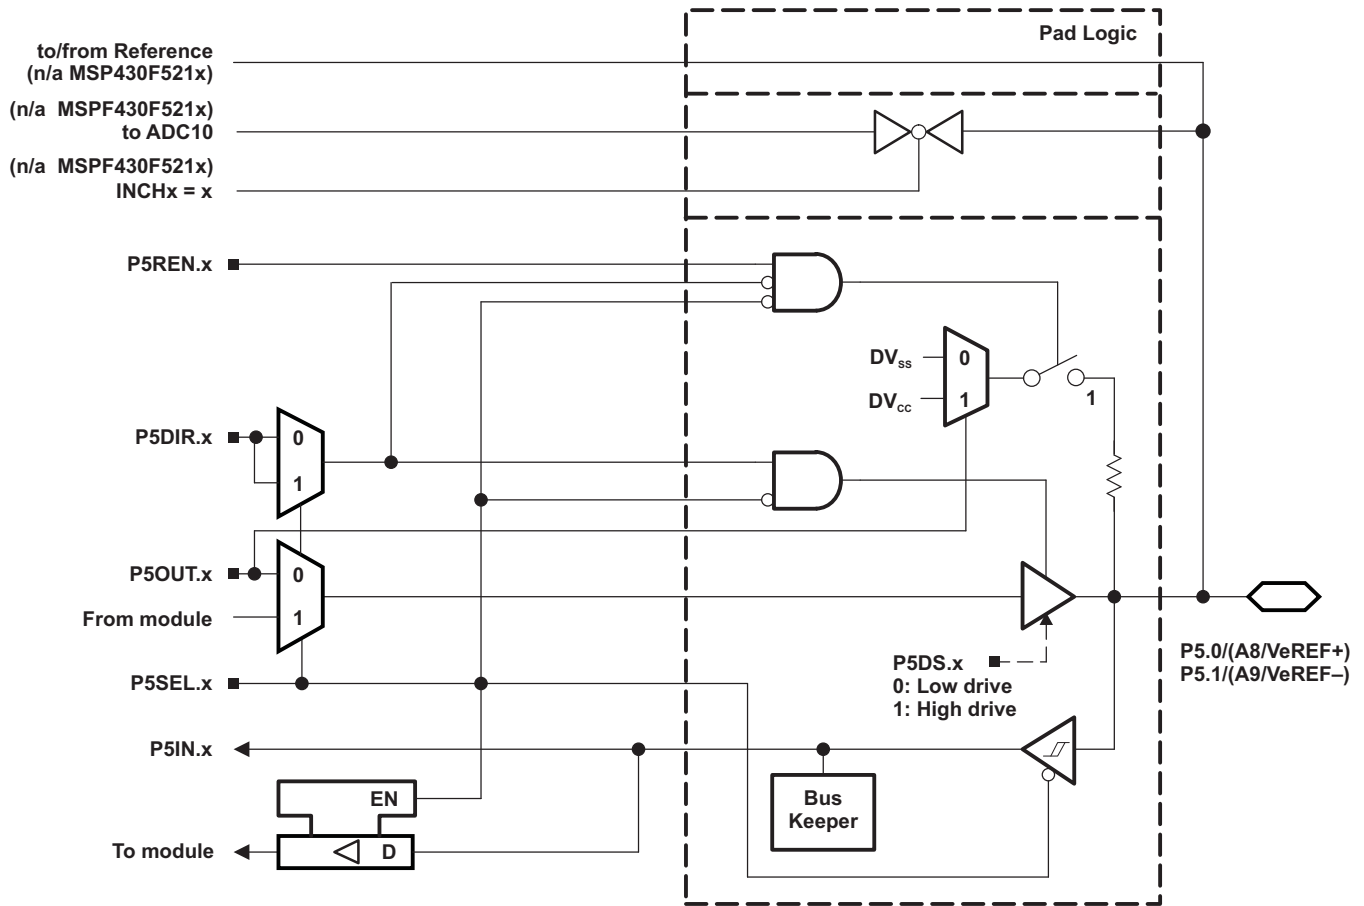 Pad Logic
to/from Reference
(n/a MSP430F521x)
(n/a MSPF430F521x)
to ADC10
(n/a MSPF430F521x)
INCHx = x
P5REN.x
DVss
0
DVcc
1
1
P5DIR.x
0
1
P5OUT.x
0
From module
1
P5DS.x
0: Low drive
1: High drive
P5.0/(A8/VeREF+)
P5.1/(A9/VeREF–)
P5SEL.x
P5IN.x
EN
Bus
Keeper
To module
D